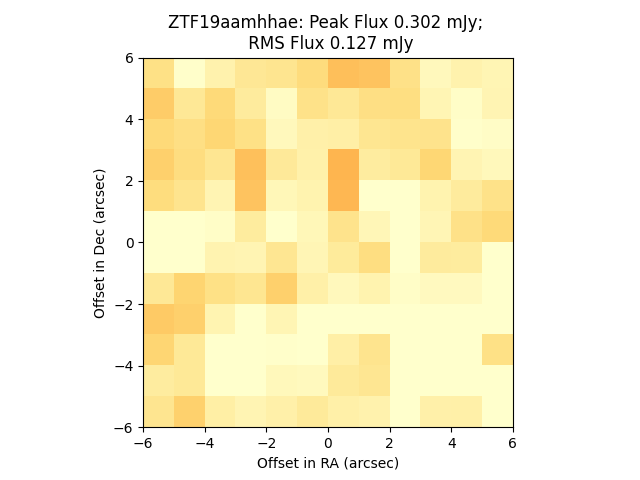 ZTF19aamhhae: Peak Flux 0.302 mJy;
RMS Flux 0.127 mJy
Offset in Dec (arcsec)
6
4
2
0
−2
−4
−6
−6 −4 −2 0 2 4 6
Offset in RA (arcsec)